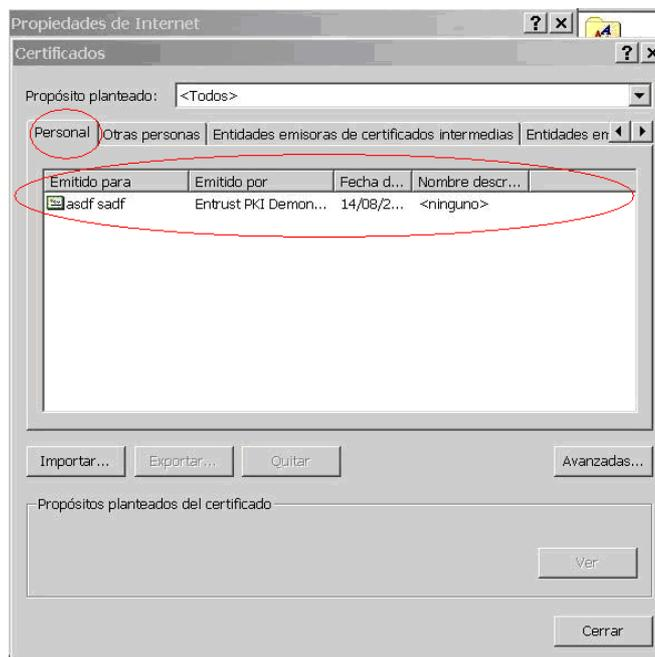 Propiedades de Internet
Certificados
Propósito planteado: <Todos>
Personal Otras personas Entidades emisoras de certificados intermedias Entidades em
Emitido para Emitido por Fecha d... Nombre descr...
asdf sadf Entrust PKI Demon... 14/08/2... <ninguno>
Importar... Exportar... Quitar Avanzadas...
Propósitos planteados del certificado
Ver
Cerrar